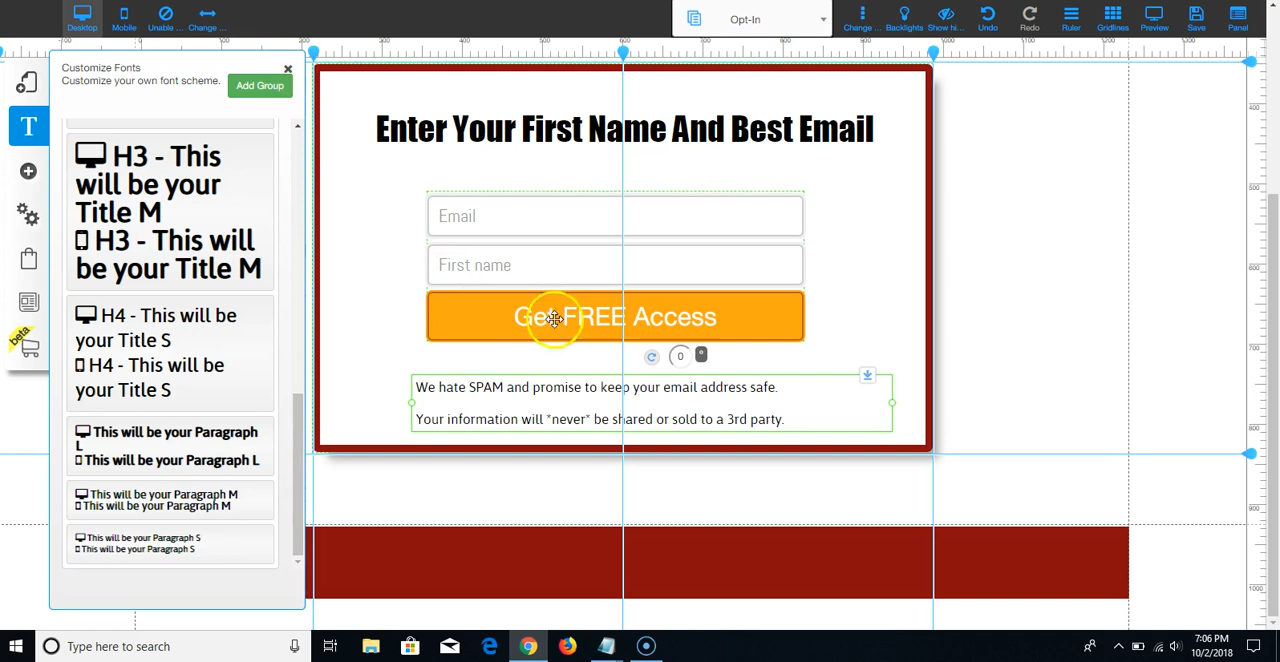 Desktop
Mobile
Unable ...
Change ...
Opt-In
Change ...
Backlights
Show hi...
Undo
Redo
Ruler
Gridlines
Preview
Save
Panel
Customize Fonts
Customize your own font scheme.
Add Group
T
H3 - This
will be your
Title M
H3 - This will
be your Title M
H4 - This will be
your Title S
H4 - This will be
your Title S
This will be your Paragraph
L
This will be your Paragraph L
This will be your Paragraph M
This will be your Paragraph M
This will be your Paragraph S
This will be your Paragraph S
beta
Enter Your First Name And Best Email
Email
First name
Get FREE Access
0
We hate SPAM and promise to keep your email address safe.
Your information will *never* be shared or sold to a 3rd party.
Type here to search
7:06 PM
10/2/2018